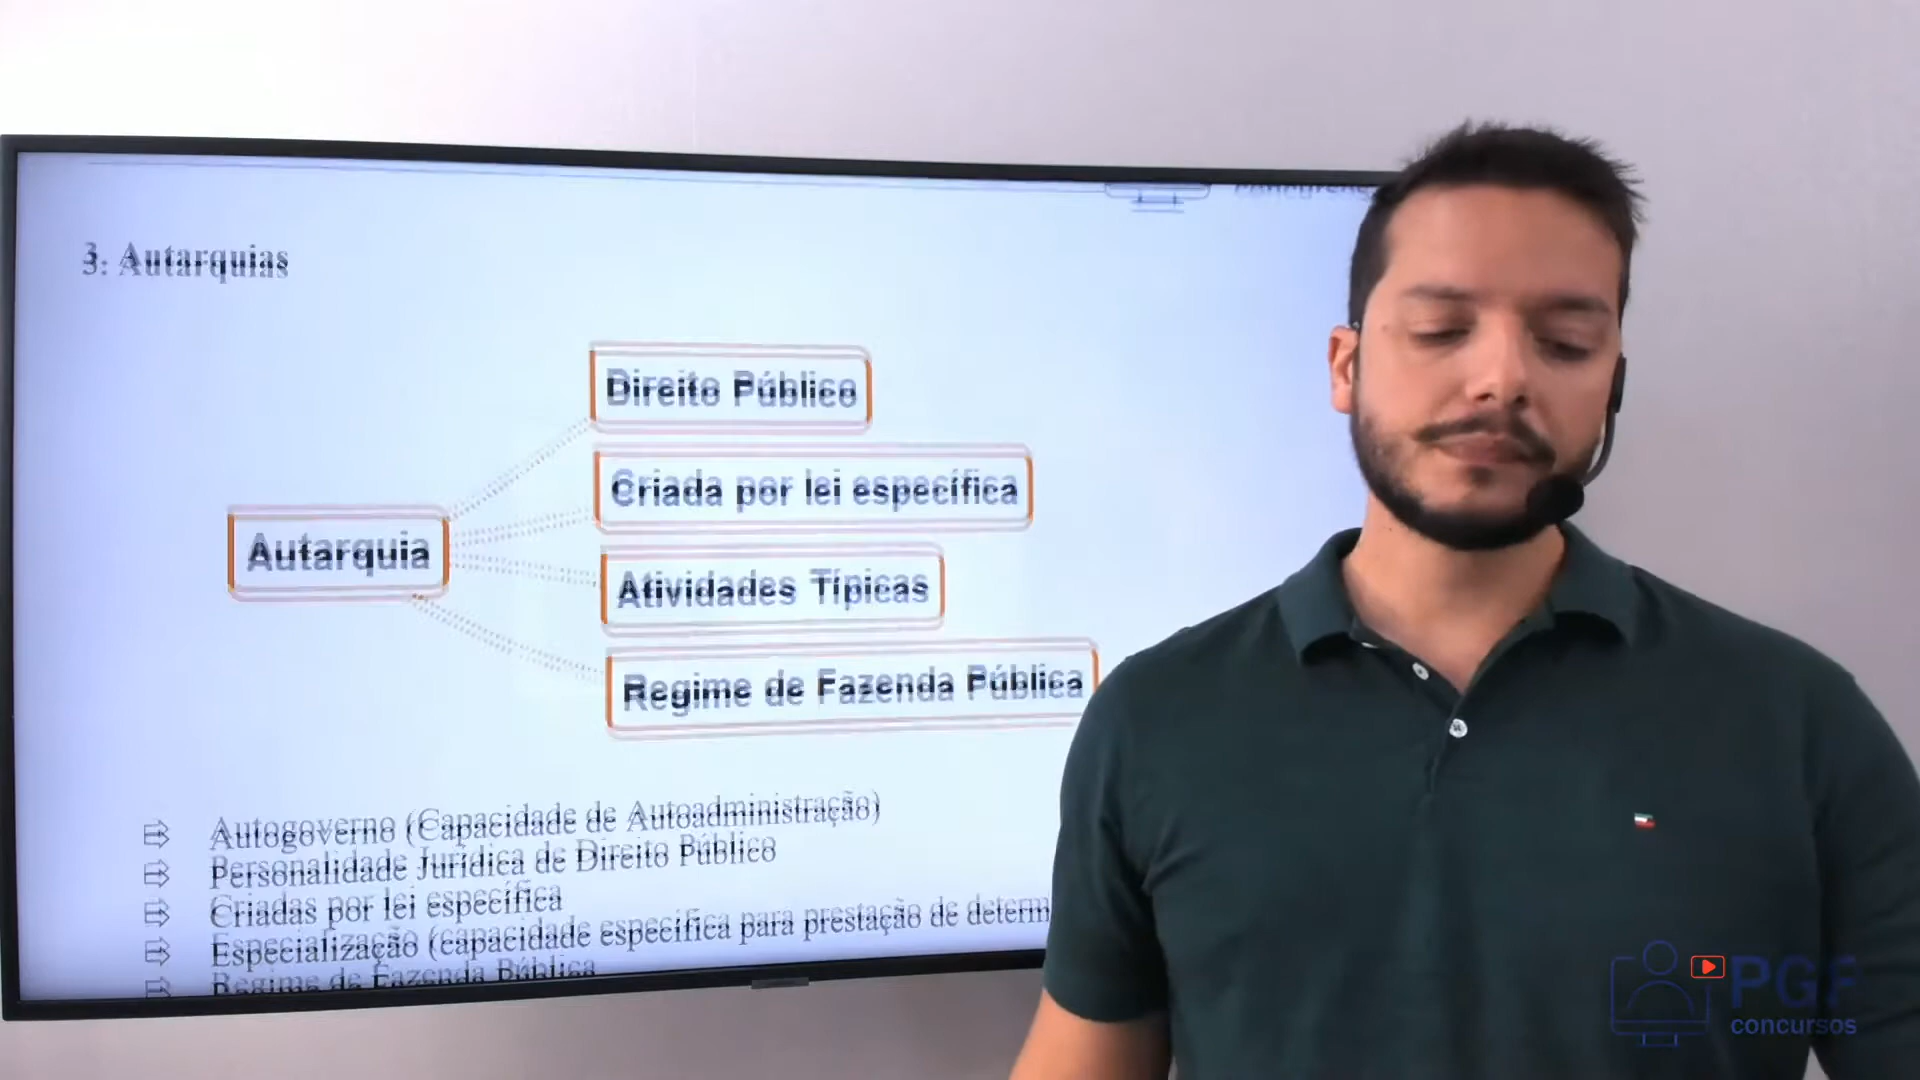 concursos
3. Autarquias
Direito Público
Criada por lei específica
Autarquia
Atividades Típicas
Regime de Fazenda Pública
Autogoverno (Capacidade de Autoadministração)
Personalidade Jurídica de Direito Público
Criadas por lei específica
Especialização (capacidade específica para prestação de determ
Regime de Fazenda Pública
PGF
concursos